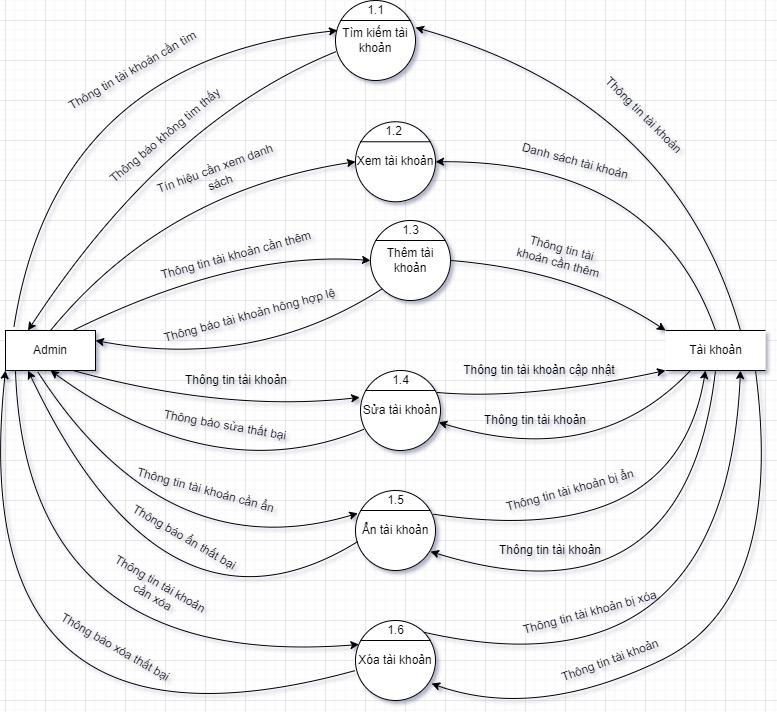 1.1
Tìm kiếm tài
khoản
Thông tin tài khoản cần tìm
Thông báo không tìm thấy
Thông tin tài khoản
1.2
Xem tài khoản
Tín hiệu cần xem danh
sách
Danh sách tài khoản
1.3
Thêm tài
khoản
Thông tin tài khoản cần thêm
Thông tin tài
khoản cần thêm
Thông báo tài khoản hông hợp lệ
Admin
Tài khoản
1.4
Sửa tài khoản
Thông tin tài khoản
Thông tin tài khoản cập nhật
Thông báo sửa thất bại
Thông tin tài khoản
1.5
Ẩn tài khoản
Thông tin tài khoản cần ẩn
Thông tin tài khoản bị ẩn
Thông báo ẩn thất bại
Thông tin tài khoản
Thông tin tài khoản
cần xóa
Thông tin tài khoản bị xóa
1.6
Xóa tài khoản
Thông báo xóa thất bại
Thông tin tài khoản